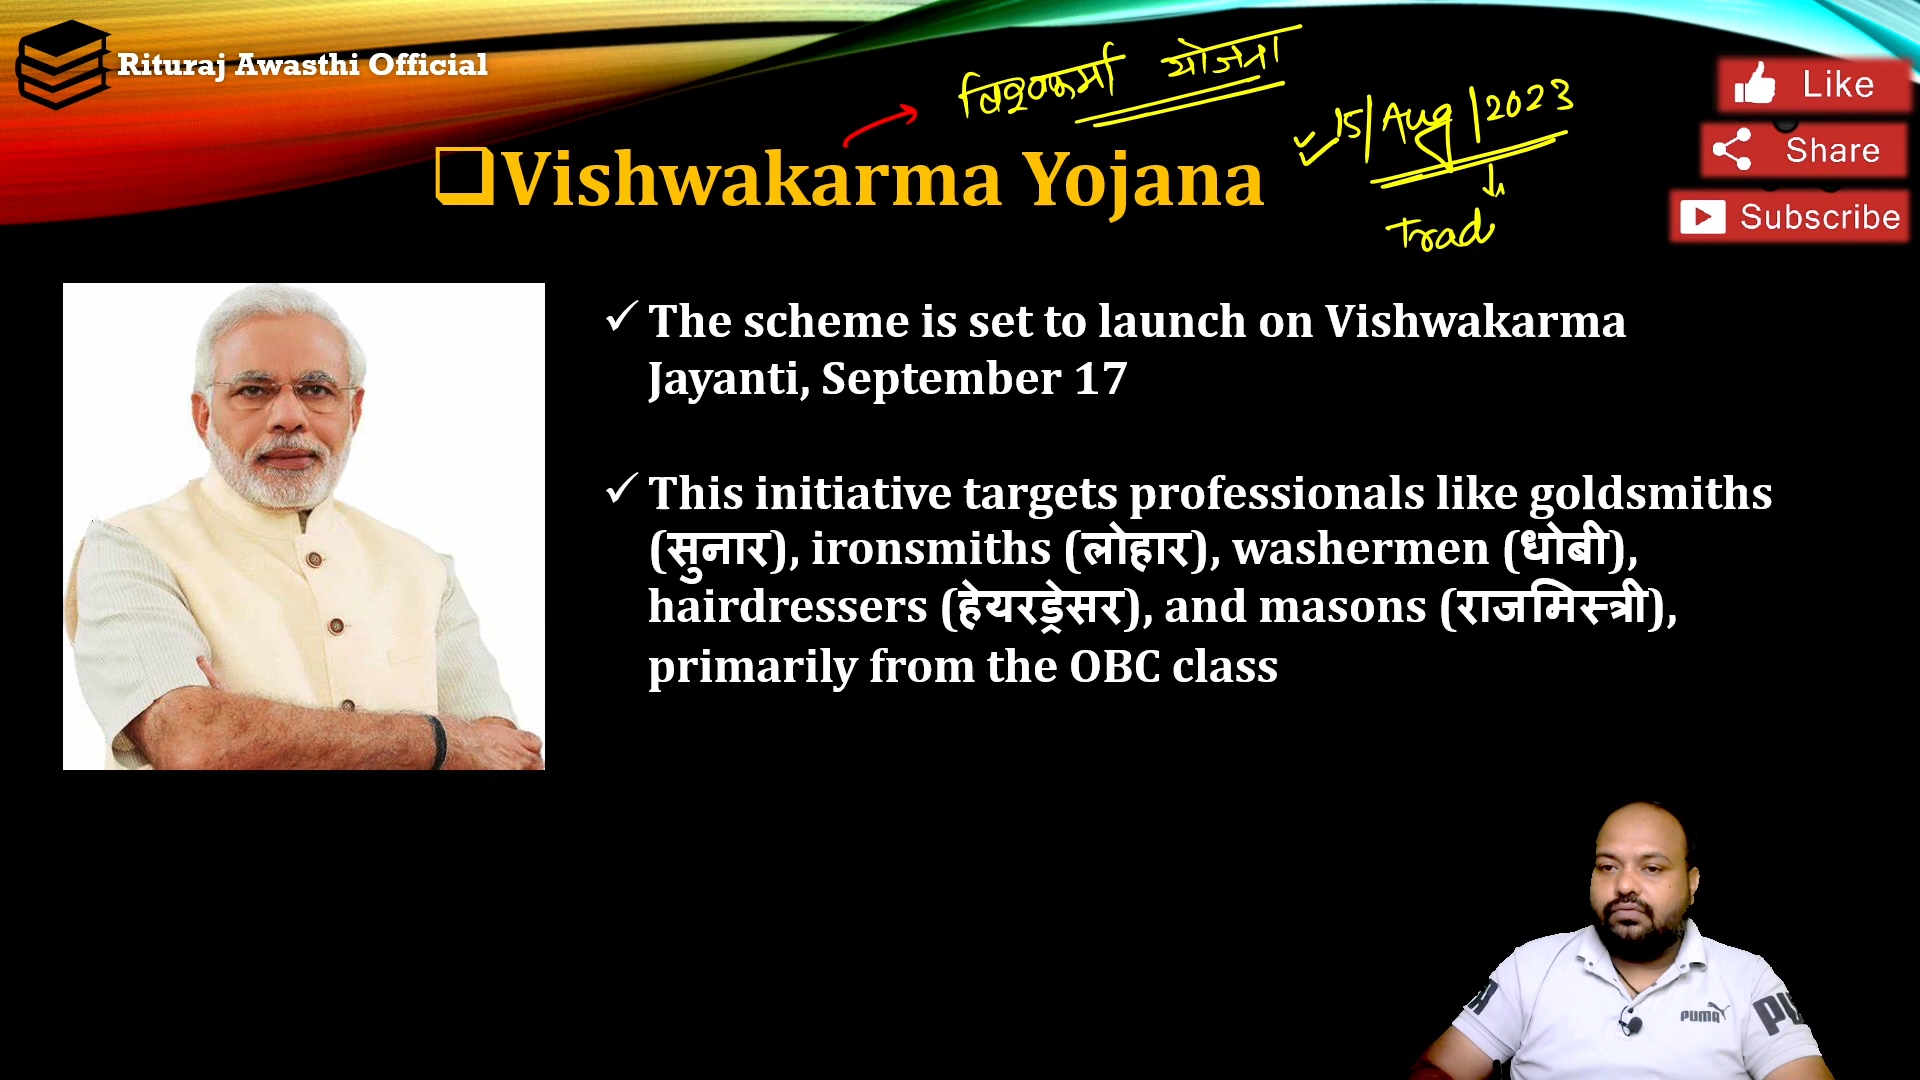 Rituraj Awasthi Official
विश्वकर्मा योजना
15/Aug/2023
Trad
Like
Share
Subscribe
❑Vishwakarma Yojana
✓ The scheme is set to launch on Vishwakarma
Jayanti, September 17
✓ This initiative targets professionals like goldsmiths
(सुनार), ironsmiths (लोहार), washermen (धोबी),
hairdressers (हेयरड्रेसर), and masons (राजमिस्त्री),
primarily from the OBC class
PUMA